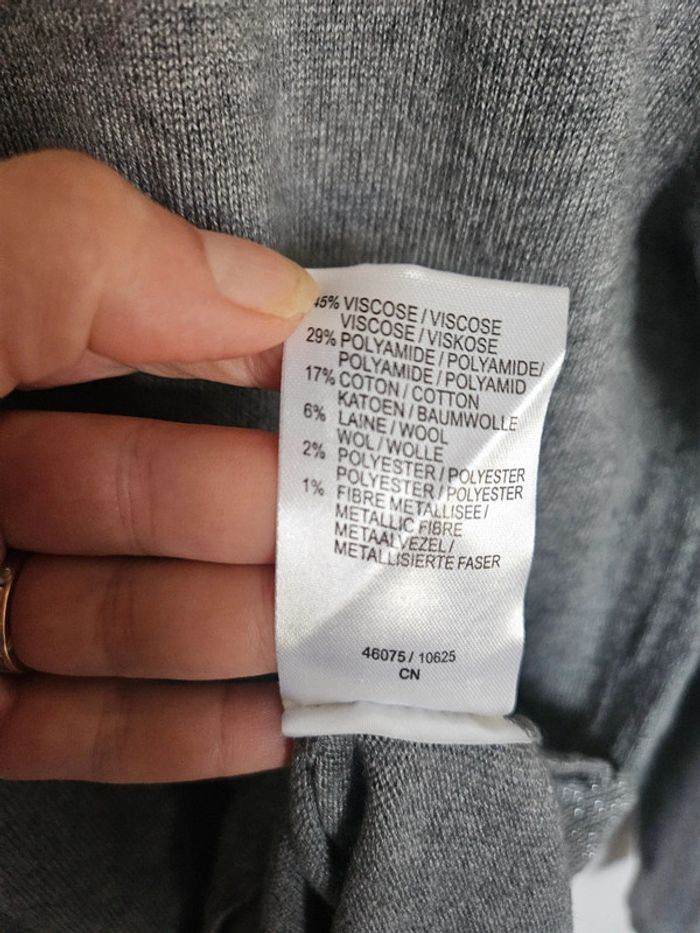 45% VISCOSE / VISCOSE
VISCOSE / VISKOSE
29% POLYAMIDE / POLYAMIDE/
POLYAMIDE / POLYAMID
17% COTON / COTTON
KATOEN / BAUMWOLLE
6% LAINE / WOOL
WOL / WOLLE
2% POLYESTER / POLYESTER
POLYESTER / POLYESTER
1% FIBRE METALLISEE /
METALLIC FIBRE
METAALVEZEL /
METALLISIERTE FASER
46075 / 10625
CN